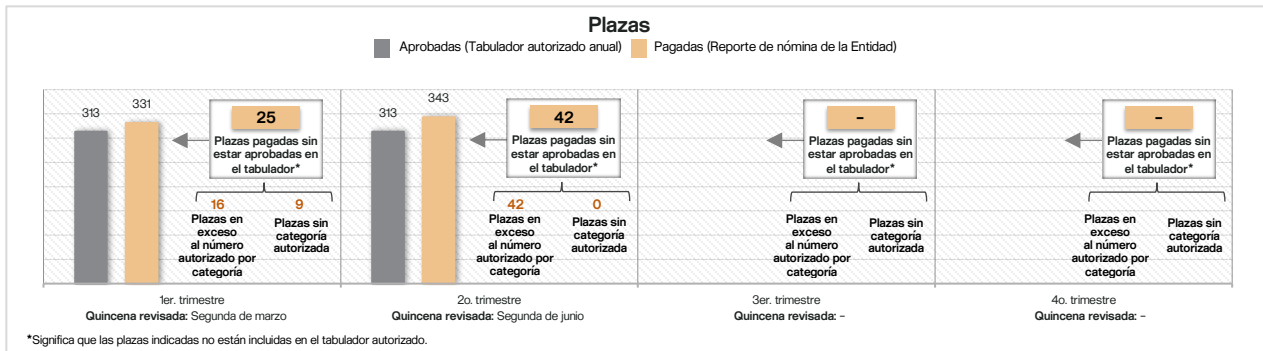 Plazas
Aprobadas (Tabulador autorizado anual) Pagadas (Reporte de nómina de la Entidad)
313
331
25
Plazas pagadas sin
estar aprobadas en
el tabulador*
16
Plazas en
exceso
al número
autorizado por
categoría
9
Plazas sin
categoría
autorizada
1er. trimestre
Quincena revisada: Segunda de marzo
313
343
42
Plazas pagadas sin
estar aprobadas en
el tabulador*
42
Plazas en
exceso
al número
autorizado por
categoría
0
Plazas sin
categoría
autorizada
2o. trimestre
Quincena revisada: Segunda de junio
-
Plazas pagadas sin
estar aprobadas en
el tabulador*
Plazas en
exceso
al número
autorizado por
categoría
Plazas sin
categoría
autorizada
3er. trimestre
Quincena revisada: -
-
Plazas pagadas sin
estar aprobadas en
el tabulador*
Plazas en
exceso
al número
autorizado por
categoría
Plazas sin
categoría
autorizada
4o. trimestre
Quincena revisada: -
*Significa que las plazas indicadas no están incluidas en el tabulador autorizado.